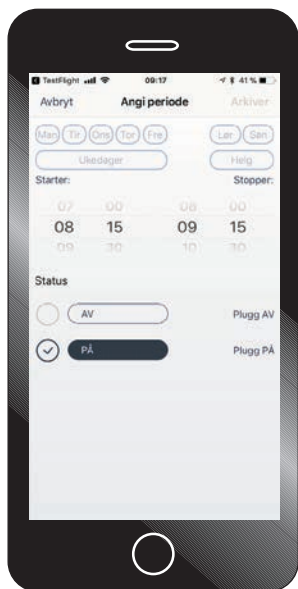 TestFlight 09:17 41 %
Avbryt Angi periode Arkiver
Man Tir Ons Tor Fre Lør Søn
Ukedager Helg
Starter: Stopper:
07 00 08 00
08 15 09 15
09 30 10 30
Status
AV Plugg AV
PÅ Plugg PÅ